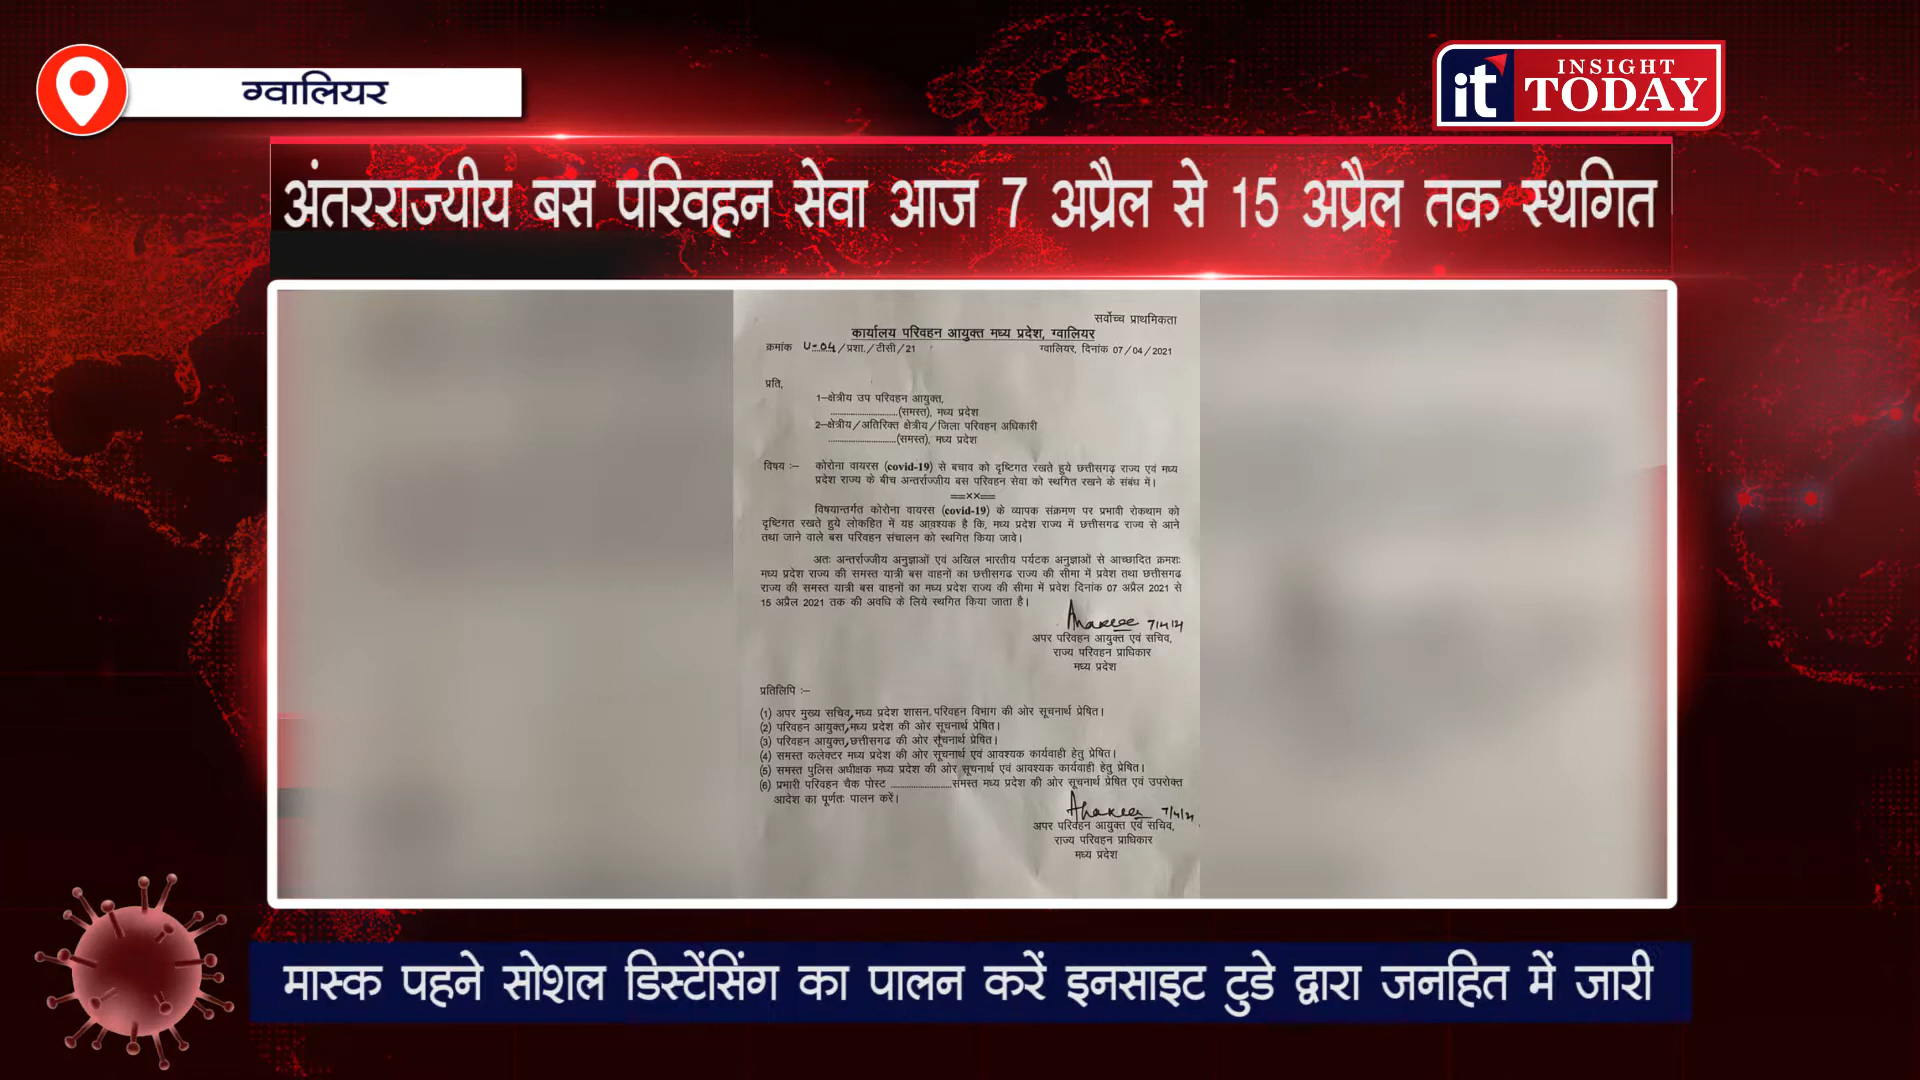 ग्वालियर
it INSIGHT TODAY
अंतरराज्यीय बस परिवहन सेवा आज 7 अप्रैल से 15 अप्रैल तक स्थगित
सर्वोच्च प्राथमिकता
कार्यालय परिवहन आयुक्त मध्य प्रदेश, ग्वालियर
क्रमांक U-04/प्रशा./टीसी/21 ग्वालियर, दिनांक 07/04/2021
प्रति,
1–क्षेत्रीय उप परिवहन आयुक्त,
..........................(समस्त), मध्य प्रदेश
2–क्षेत्रीय/अतिरिक्त क्षेत्रीय/जिला परिवहन अधिकारी
..........................(समस्त), मध्य प्रदेश
विषय :– कोरोना वायरस (covid-19) से बचाव को दृष्टिगत रखते हुये छत्तीसगढ़ राज्य एवं मध्य
प्रदेश राज्य के बीच अन्तर्राज्जीय बस परिवहन सेवा को स्थगित रखने के संबंध में।
==××==
विषयान्तर्गत कोरोना वायरस (covid-19) के व्यापक संक्रमण पर प्रभावी रोकथाम को
दृष्टिगत रखते हुये लोकहित में यह आवश्यक है कि, मध्य प्रदेश राज्य में छत्तीसगढ राज्य से आने
तथा जाने वाले बस परिवहन संचालन को स्थगित किया जावे।
अतः अन्तर्राज्जीय अनुज्ञाओं एवं अखिल भारतीय पर्यटक अनुज्ञाओं से आच्छादित क्रमशः
मध्य प्रदेश राज्य की समस्त यात्री बस वाहनों का छत्तीसगढ राज्य की सीमा में प्रवेश तथा छत्तीसगढ
राज्य की समस्त यात्री बस वाहनों का मध्य प्रदेश राज्य की सीमा में प्रवेश दिनांक 07 अप्रैल 2021 से
15 अप्रैल 2021 तक की अवधि के लिये स्थगित किया जाता है।
7/4/21
अपर परिवहन आयुक्त एवं सचिव,
राज्य परिवहन प्राधिकार
मध्य प्रदेश
प्रतिलिपि :–
(1) अपर मुख्य सचिव, मध्य प्रदेश शासन, परिवहन विभाग की ओर सूचनार्थ प्रेषित।
(2) परिवहन आयुक्त, मध्य प्रदेश की ओर सूचनार्थ प्रेषित।
(3) परिवहन आयुक्त, छत्तीसगढ की ओर सूचनार्थ प्रेषित।
(4) समस्त कलेक्टर मध्य प्रदेश की ओर सूचनार्थ एवं आवश्यक कार्यवाही हेतु प्रेषित।
(5) समस्त पुलिस अधीक्षक मध्य प्रदेश की ओर सूचनार्थ एवं आवश्यक कार्यवाही हेतु प्रेषित।
(6) प्रभारी परिवहन चैक पोस्ट ..........................समस्त मध्य प्रदेश की ओर सूचनार्थ प्रेषित एवं उपरोक्त
आदेश का पूर्णतः पालन करें।
7/4/21
अपर परिवहन आयुक्त एवं सचिव,
राज्य परिवहन प्राधिकार
मध्य प्रदेश
मास्क पहने सोशल डिस्टेंसिंग का पालन करें इनसाइट टुडे द्वारा जनहित में जारी